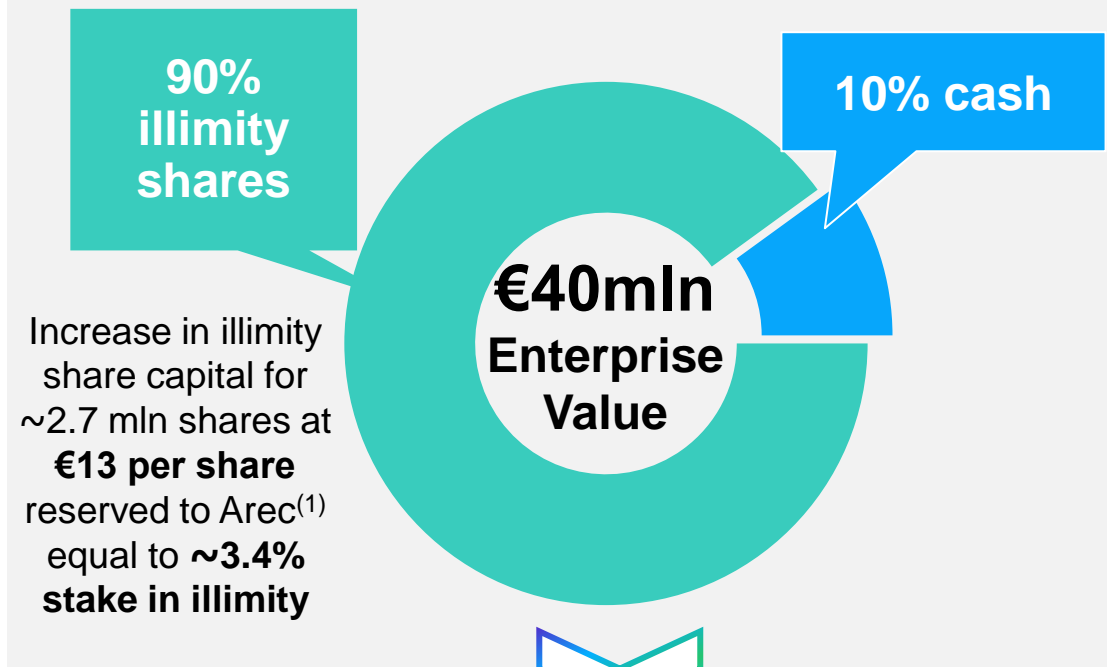 90%
illimity
shares
10% cash
€40mln
Enterprise
Value
Increase in illimity
share capital for
~2.7 mln shares at
€13 per share
reserved to Arec(1)
equal to ~3.4%
stake in illimity